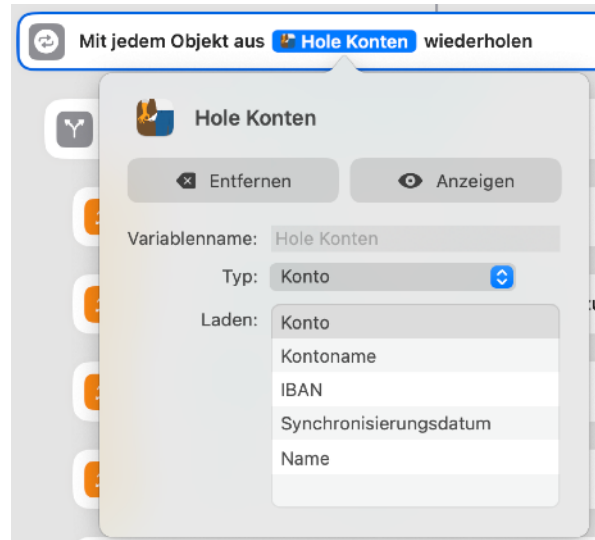 Mit jedem Objekt aus Hole Konten wiederholen
Hole Konten
Entfernen
Anzeigen
Variablenname: Hole Konten
Typ: Konto
Laden: Konto
Kontoname
IBAN
Synchronisierungsdatum
Name